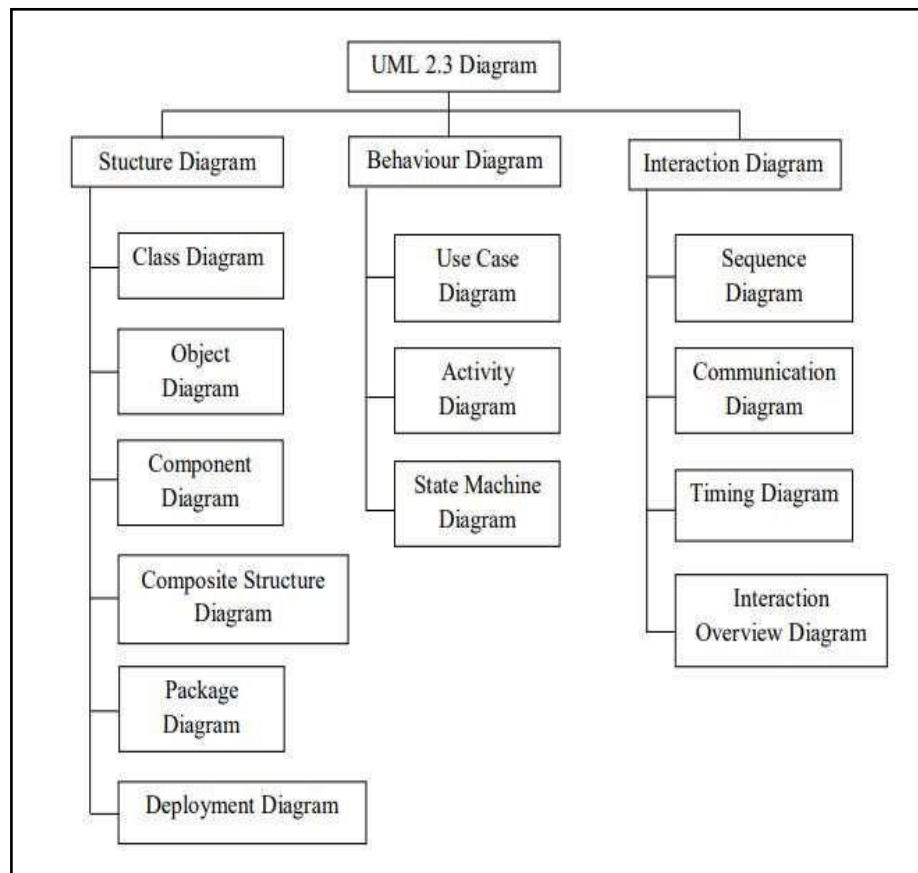 UML 2.3 Diagram
Stucture Diagram
Class Diagram
Object
Diagram
Component
Diagram
Composite Structure
Diagram
Package
Diagram
Deployment Diagram
Behaviour Diagram
Use Case
Diagram
Activity
Diagram
State Machine
Diagram
Interaction Diagram
Sequence
Diagram
Communication
Diagram
Timing Diagram
Interaction
Overview Diagram